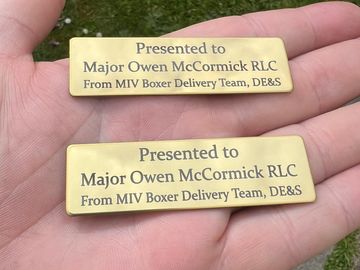 Presented to
Major Owen McCormick RLC
From MIV Boxer Delivery Team, DE&S
Presented to
Major Owen McCormick RLC
From MIV Boxer Delivery Team, DE&S